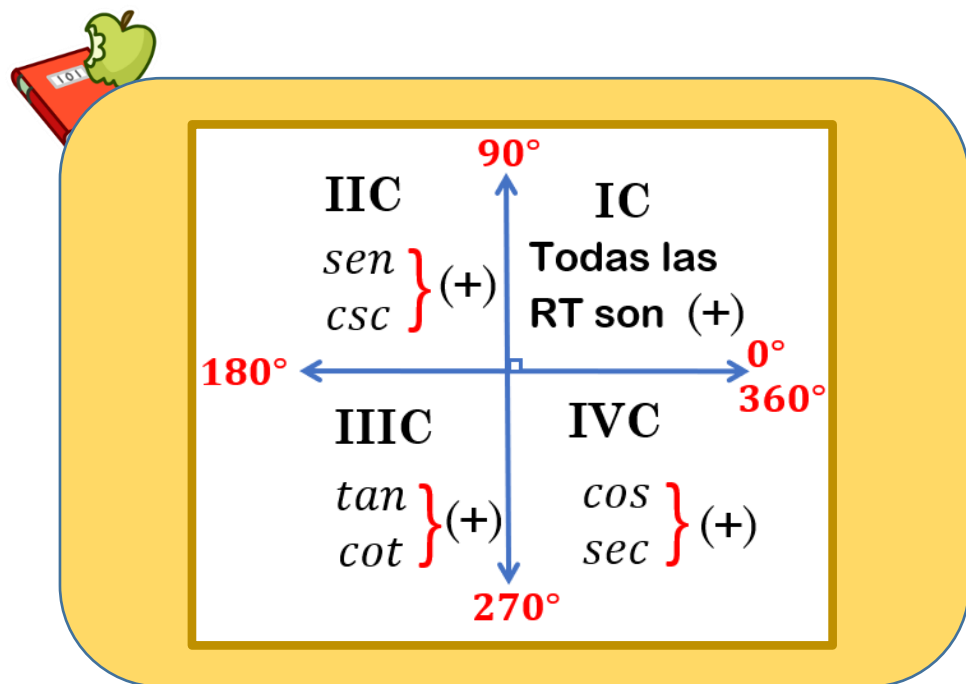 101
90°
IIC
sen
csc
(+)
IC
Todas las
RT son (+)
180°
0°
360°
IIIC
tan
cot
(+)
IVC
cos
sec
(+)
270°